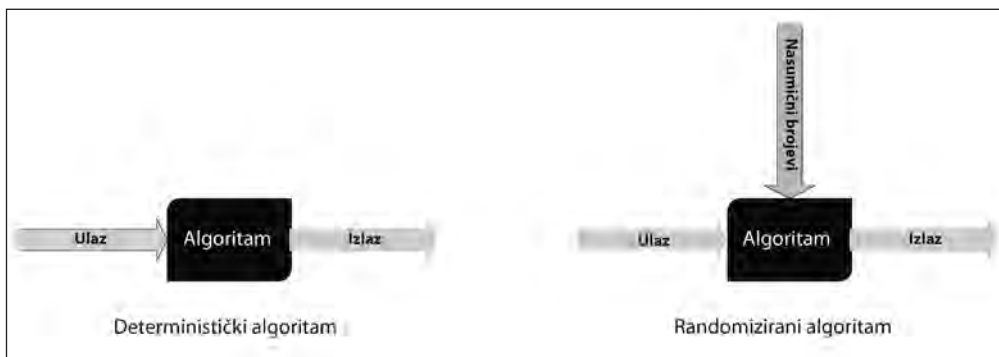 Nasumični brojevi
Ulaz
Algoritam
Izlaz
Ulaz
Algoritam
Izlaz
Deterministički algoritam
Randomizirani algoritam